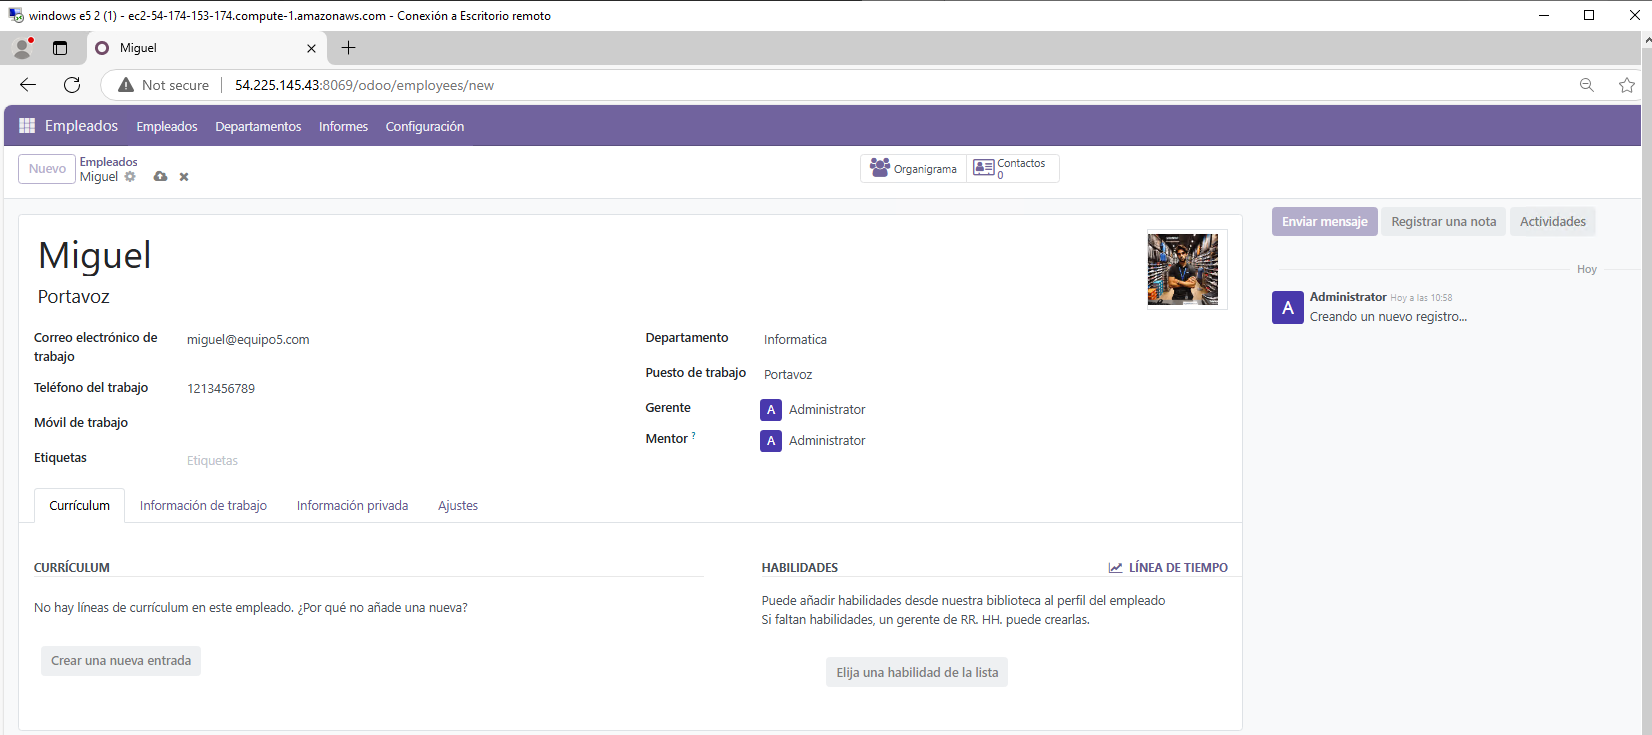 windows e5 2 (1) - ec2-54-174-153-174.compute-1.amazonaws.com - Conexión a Escritorio remoto
Miguel
Not secure 54.225.145.43:8069/odoo/employees/new
Empleados Empleados Departamentos Informes Configuración
Nuevo
Empleados
Miguel
Organigrama
Contactos
0
Enviar mensaje Registrar una nota Actividades
Hoy
A
Administrator Hoy a las 10:58
Creando un nuevo registro...
Miguel
Portavoz
Correo electrónico de trabajo
miguel@equipo5.com
Teléfono del trabajo 1213456789
Móvil de trabajo
Etiquetas Etiquetas
Departamento Informatica
Puesto de trabajo Portavoz
Gerente A Administrator
Mentor ? A Administrator
Currículum Información de trabajo Información privada Ajustes
CURRÍCULUM
No hay líneas de currículum en este empleado. ¿Por qué no añade una nueva?
Crear una nueva entrada
HABILIDADES LÍNEA DE TIEMPO
Puede añadir habilidades desde nuestra biblioteca al perfil del empleado
Si faltan habilidades, un gerente de RR. HH. puede crearlas.
Elija una habilidad de la lista